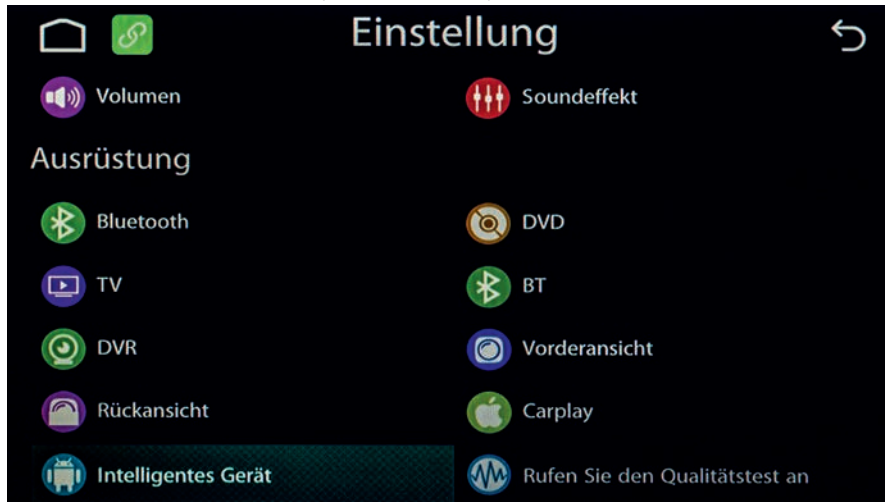 Einstellung
Volumen
Soundeffekt
Ausrüstung
Bluetooth
DVD
TV
BT
DVR
Vorderansicht
Rückansicht
Carplay
Intelligentes Gerät
Rufen Sie den Qualitätstest an